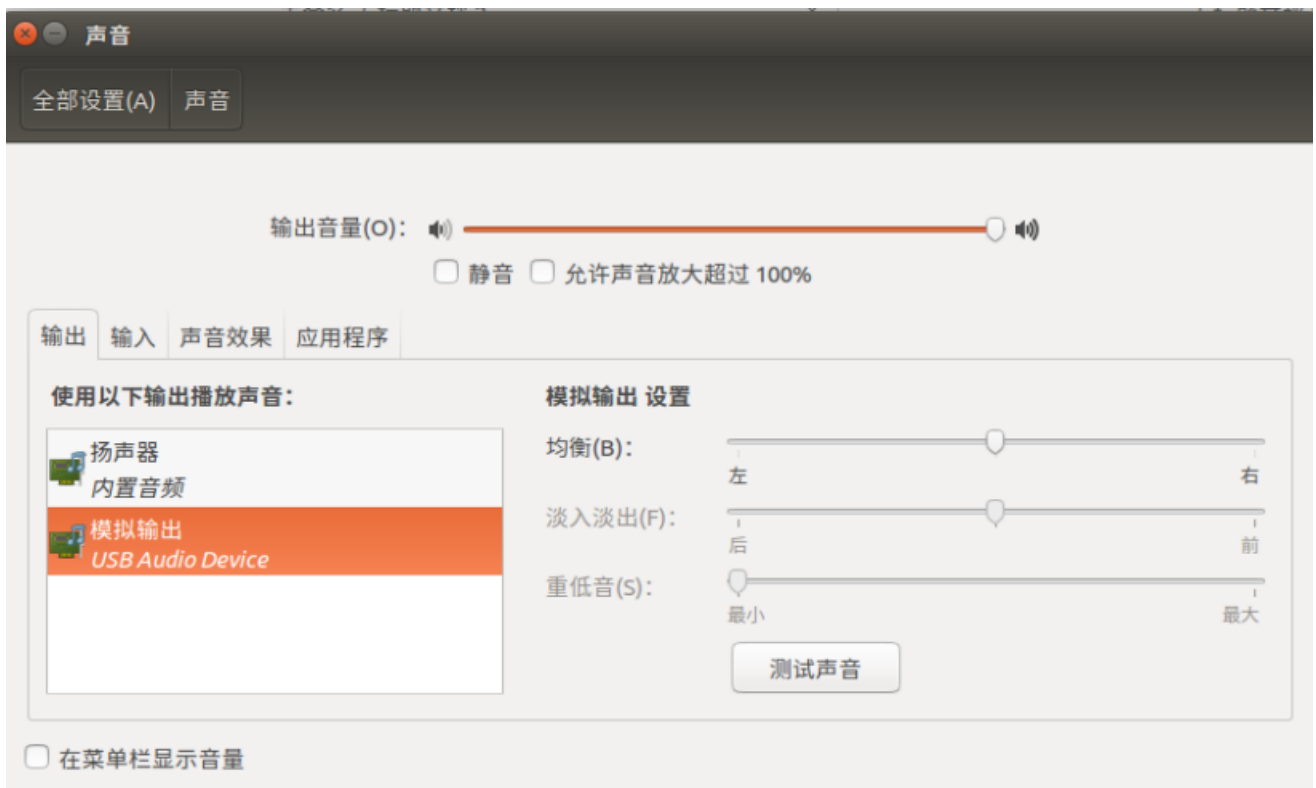 声音
全部设置(A) 声音
输出音量(O)：
静音 允许声音放大超过 100%
输出 输入 声音效果 应用程序
使用以下输出播放声音：
扬声器
内置音频
模拟输出
USB Audio Device
模拟输出 设置
均衡(B)：
左 右
淡入淡出(F)：
后 前
重低音(S)：
最小 最大
测试声音
在菜单栏显示音量